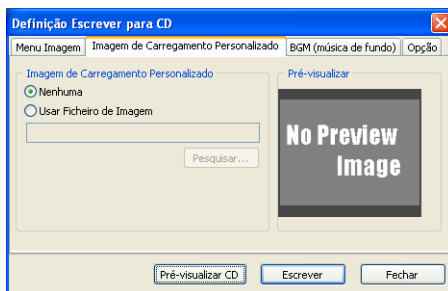 Definição Escrever para CD
Menu Imagem Imagem de Carregamento Personalizado BGM (música de fundo) Opção
Imagem de Carregamento Personalizado Pré-visualizar
Nenhuma
Usar Ficheiro de Imagem
No Preview
Image
Pesquisar...
Pré-visualizar CD Escrever Fechar